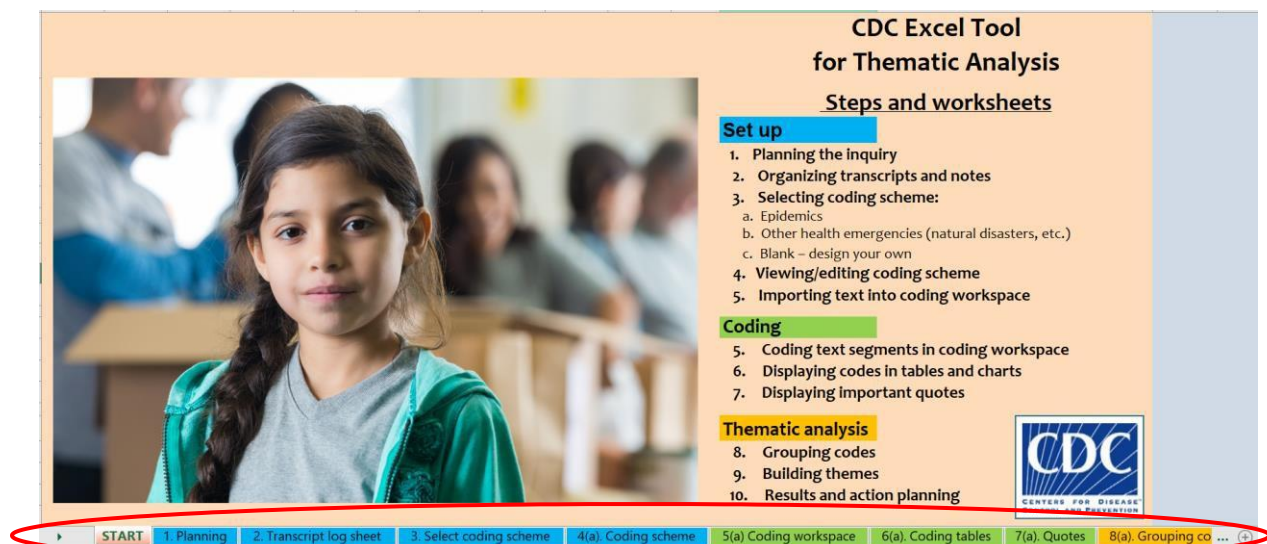 CDC Excel Tool
for Thematic Analysis
Steps and worksheets
Set up
1. Planning the inquiry
2. Organizing transcripts and notes
3. Selecting coding scheme:
a. Epidemics
b. Other health emergencies (natural disasters, etc.)
c. Blank – design your own
4. Viewing/editing coding scheme
5. Importing text into coding workspace
Coding
5. Coding text segments in coding workspace
6. Displaying codes in tables and charts
7. Displaying important quotes
Thematic analysis
8. Grouping codes
9. Building themes
10. Results and action planning
CDC
CENTERS FOR DISEASE
CONTROL AND PREVENTION
START 1. Planning 2. Transcript log sheet 3. Select coding scheme 4(a). Coding scheme 5(a) Coding workspace 6(a). Coding tables 7(a). Quotes 8(a). Grouping co ...